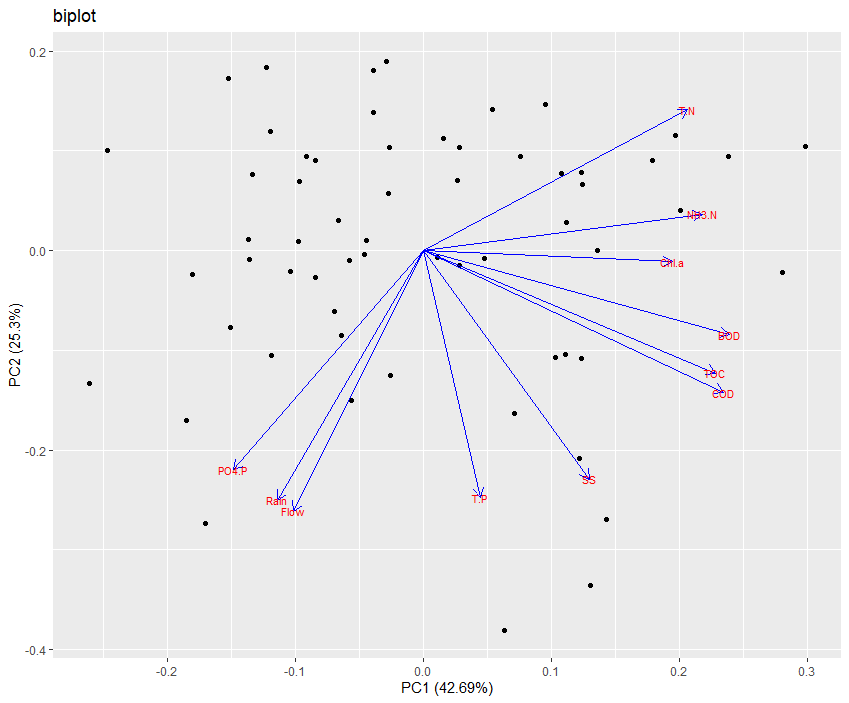 biplot
0.2
T.N
NH3.N
0.0
Chl.a
BOD
TOC
COD
-0.2
PO4.P
Rain
Flow
T.P
SS
-0.4
PC2 (25.3%)
-0.2 -0.1 0.0 0.1 0.2 0.3
PC1 (42.69%)